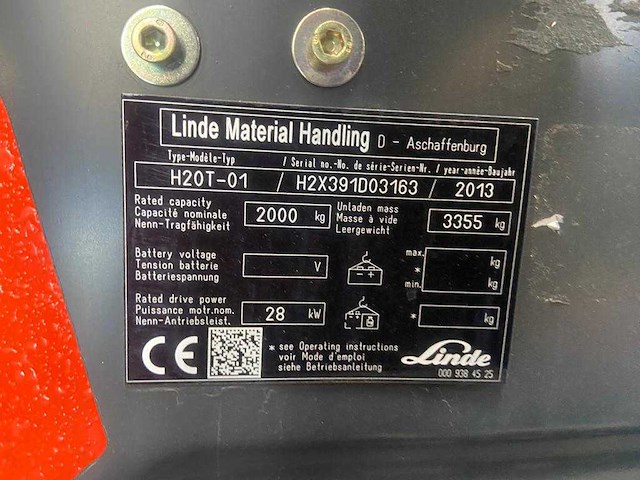 Linde Material Handling D - Aschaffenburg
Type-Modèle-Typ / Serial no.-No. de série-Serien-Nr. / year-année-Baujahr
H20T-01 / H2X391D03163 / 2013
Rated capacity
Capacité nominale
Nenn-Tragfähigkeit
2000 kg
Unladen mass
Masse à vide
Leergewicht
3355 kg
Battery voltage
Tension batterie
Batteriespannung
V
- +
max.
*
min.
kg
kg
Rated drive power
Puissance motr.nom.
Nenn-Antriebsleist.
28 kW
- +
* kg
CE
* see Operating instructions
voir Mode d'emploi
siehe Betriebsanleitung
Linde
000 938 45 25